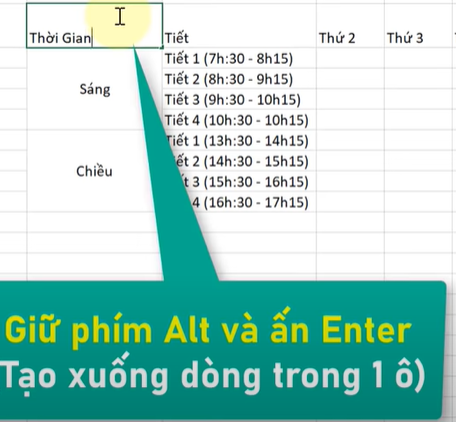 Thời Gian Tiết Thứ 2 Thứ 3
Tiết 1 (7h:30 - 8h15)
Tiết 2 (8h:30 - 9h15)
Sáng
Tiết 3 (9h:30 - 10h15)
Tiết 4 (10h:30 - 10h15)
Tiết 1 (13h:30 - 14h15)
ết 2 (14h:30 - 15h15)
Chiều
t 3 (15h:30 - 16h15)
4 (16h:30 - 17h15)
Giữ phím Alt và ấn Enter
Tạo xuống dòng trong 1 ô)